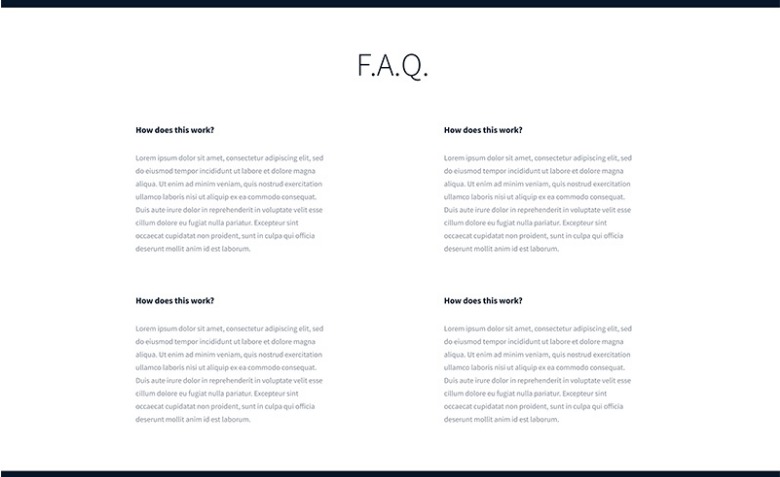 F.A.Q.
How does this work?
Lorem ipsum dolor sit amet, consectetur adipiscing elit, sed
do eiusmod tempor incididunt ut labore et dolore magna
aliqua. Ut enim ad minim veniam, quis nostrud exercitation
ullamco laboris nisi ut aliquip ex ea commodo consequat.
Duis aute irure dolor in reprehenderit in voluptate velit esse
cillum dolore eu fugiat nulla pariatur. Excepteur sint
occaecat cupidatat non proident, sunt in culpa qui officia
deserunt mollit anim id est laborum.
How does this work?
Lorem ipsum dolor sit amet, consectetur adipiscing elit, sed
do eiusmod tempor incididunt ut labore et dolore magna
aliqua. Ut enim ad minim veniam, quis nostrud exercitation
ullamco laboris nisi ut aliquip ex ea commodo consequat.
Duis aute irure dolor in reprehenderit in voluptate velit esse
cillum dolore eu fugiat nulla pariatur. Excepteur sint
occaecat cupidatat non proident, sunt in culpa qui officia
deserunt mollit anim id est laborum.
How does this work?
Lorem ipsum dolor sit amet, consectetur adipiscing elit, sed
do eiusmod tempor incididunt ut labore et dolore magna
aliqua. Ut enim ad minim veniam, quis nostrud exercitation
ullamco laboris nisi ut aliquip ex ea commodo consequat.
Duis aute irure dolor in reprehenderit in voluptate velit esse
cillum dolore eu fugiat nulla pariatur. Excepteur sint
occaecat cupidatat non proident, sunt in culpa qui officia
deserunt mollit anim id est laborum.
How does this work?
Lorem ipsum dolor sit amet, consectetur adipiscing elit, sed
do eiusmod tempor incididunt ut labore et dolore magna
aliqua. Ut enim ad minim veniam, quis nostrud exercitation
ullamco laboris nisi ut aliquip ex ea commodo consequat.
Duis aute irure dolor in reprehenderit in voluptate velit esse
cillum dolore eu fugiat nulla pariatur. Excepteur sint
occaecat cupidatat non proident, sunt in culpa qui officia
deserunt mollit anim id est laborum.